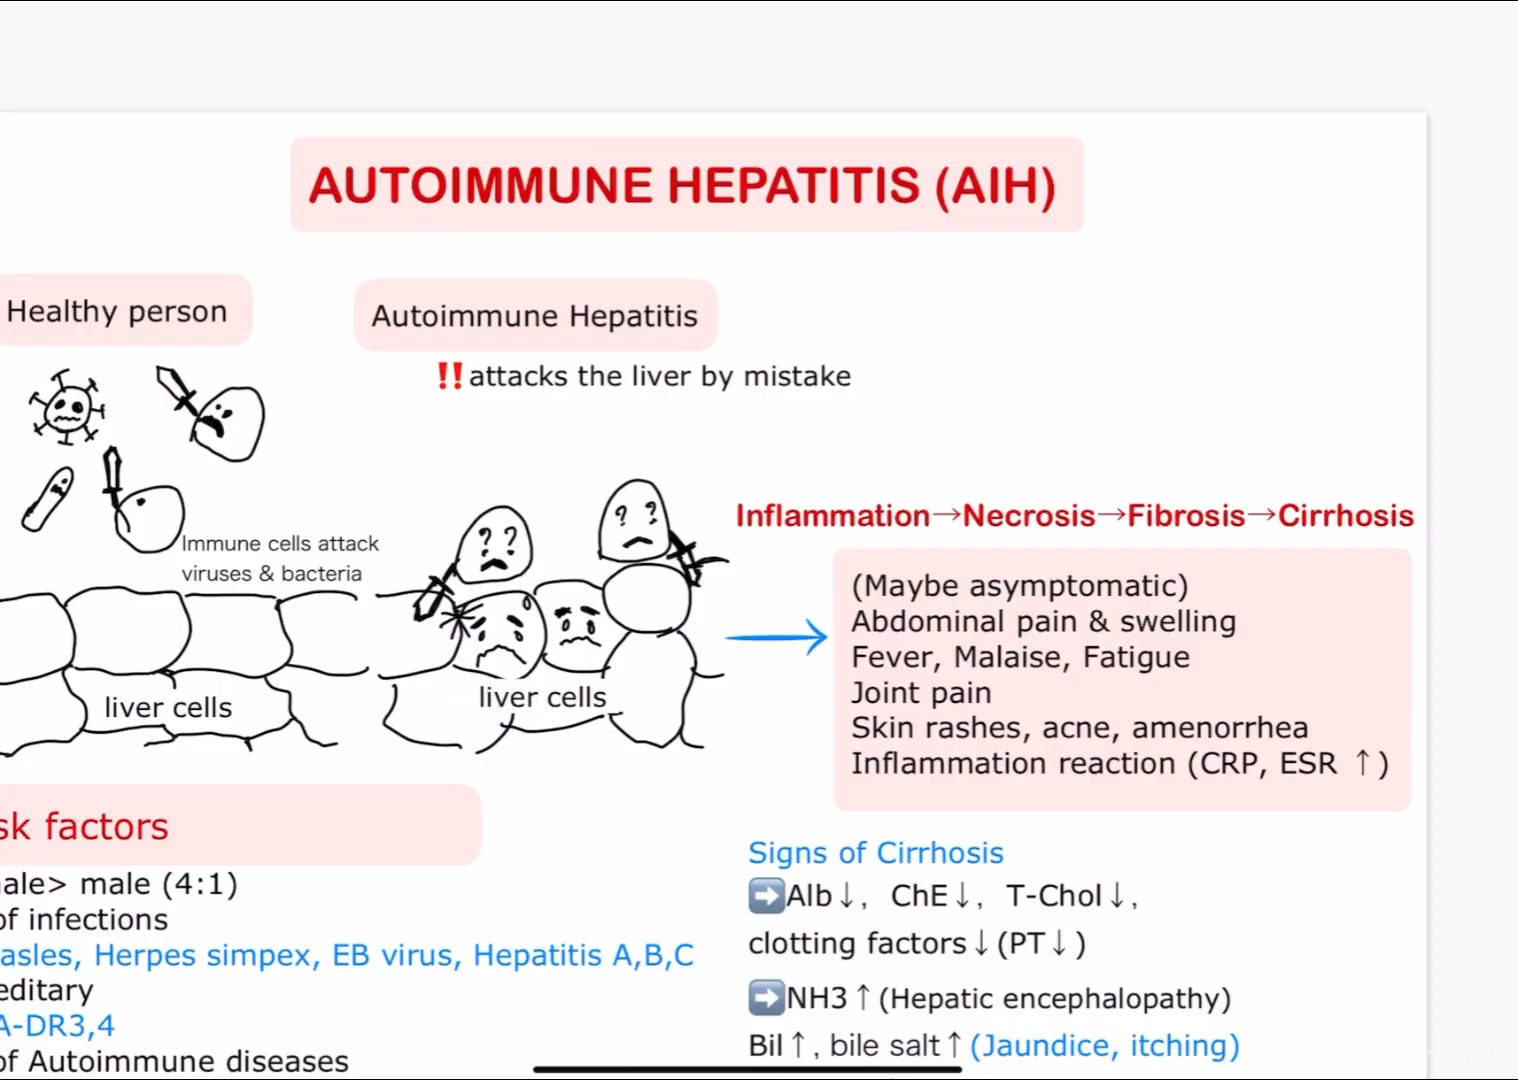 AUTOIMMUNE HEPATITIS (AIH)
Healthy person
Autoimmune Hepatitis
!! attacks the liver by mistake
? ?
? ?
Immune cells attack
viruses & bacteria
liver cells
liver cells
Inflammation→Necrosis→Fibrosis→Cirrhosis
(Maybe asymptomatic)
Abdominal pain & swelling
Fever, Malaise, Fatigue
Joint pain
Skin rashes, acne, amenorrhea
Inflammation reaction (CRP, ESR ↑)
sk factors
ale> male (4:1)
of infections
asles, Herpes simpex, EB virus, Hepatitis A,B,C
editary
A-DR3,4
of Autoimmune diseases
Signs of Cirrhosis
➡Alb↓, ChE↓, T-Chol↓,
clotting factors↓(PT↓)
➡NH3↑(Hepatic encephalopathy)
Bil↑, bile salt↑(Jaundice, itching)